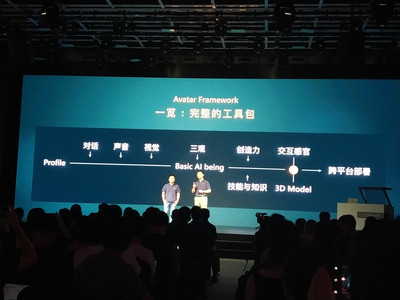 Avatar Framework
一览：完整的工具包
对话 声音 视觉 三观 创造力 交互感官
Profile Basic AI being 跨平台部署
技能与知识 3D Model